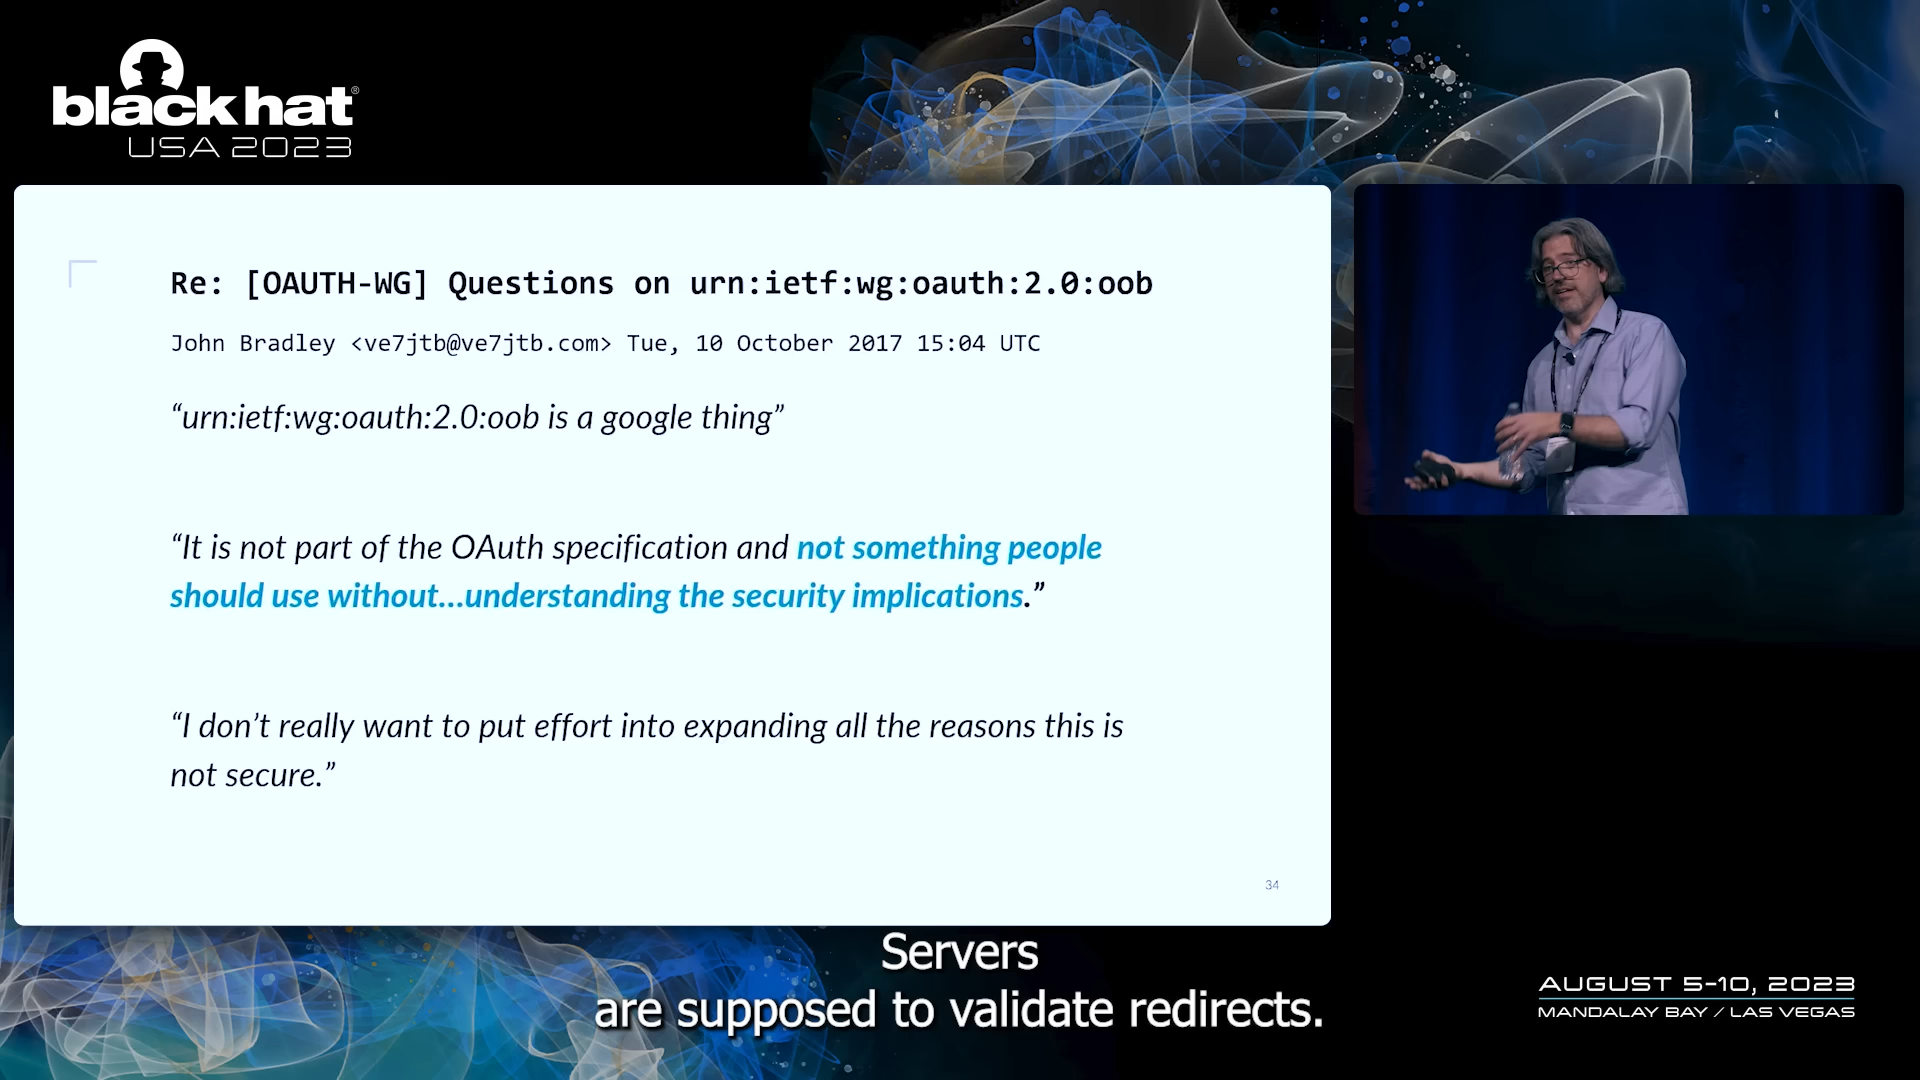 blackhat®
USA 2023
Re: [OAUTH-WG] Questions on urn:ietf:wg:oauth:2.0:oob
John Bradley <ve7jtb@ve7jtb.com> Tue, 10 October 2017 15:04 UTC
“urn:ietf:wg:oauth:2.0:oob is a google thing”
“It is not part of the OAuth specification and not something people
should use without...understanding the security implications.”
“I don’t really want to put effort into expanding all the reasons this is
not secure.”
34
Servers
are supposed to validate redirects.
AUGUST 5-10, 2023
MANDALAY BAY / LAS VEGAS